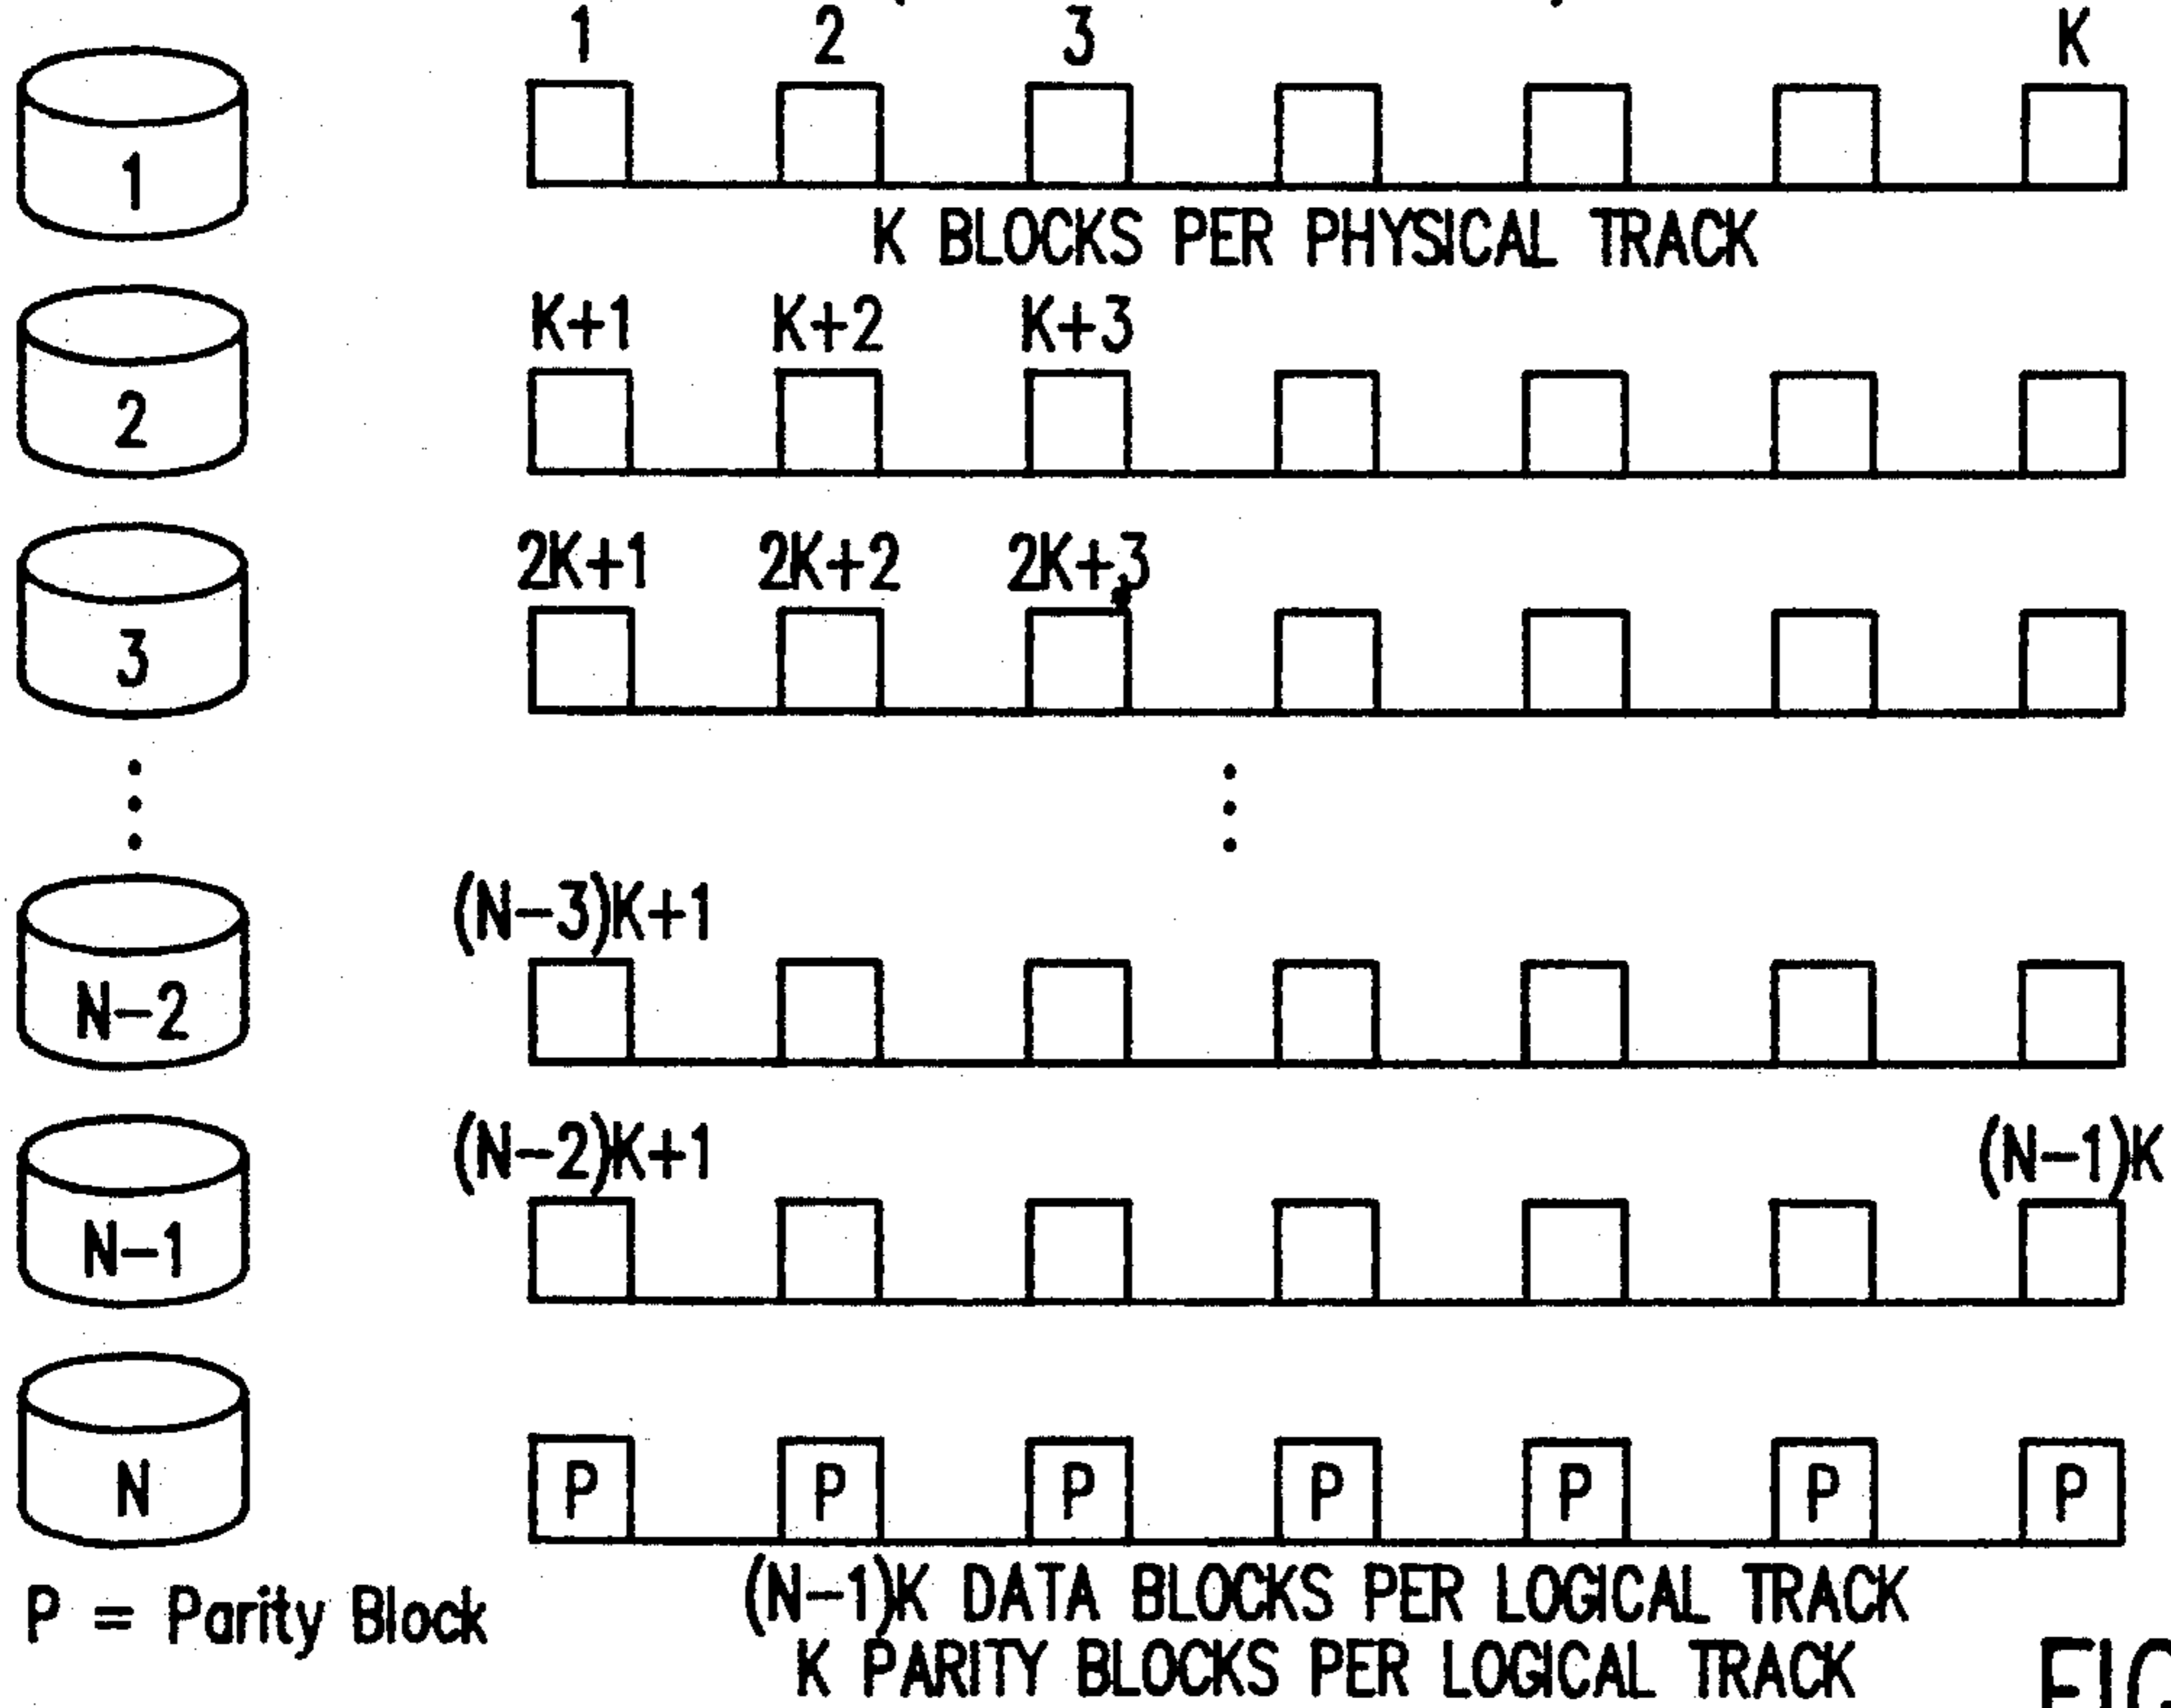 1 2 3 K
1
K BLOCKS PER PHYSICAL TRACK
K+1 K+2 K+3
2
2K+1 2K+2 2K+3
3
(N-3)K+1
N-2
(N-2)K+1 (N-1)K
N-1
N P P P P P P P
P = Parity Block
(N-1)K DATA BLOCKS PER LOGICAL TRACK
K PARITY BLOCKS PER LOGICAL TRACK